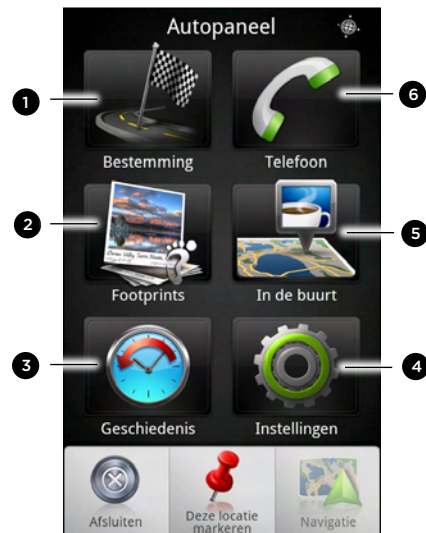 Autopaneel
1
6
Bestemming
Telefoon
2
5
Footprints
In de buurt
3
4
Geschiedenis
Instellingen
Afsluiten
Deze locatie
markeren
Navigatie